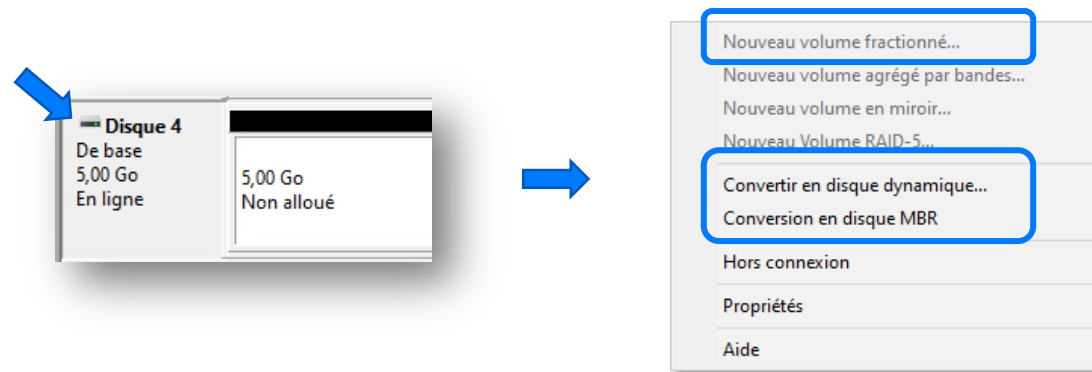 Disque 4
De base
5,00 Go
En ligne
5,00 Go
Non alloué
Nouveau volume fractionné...
Nouveau volume agrégé par bandes...
Nouveau volume en miroir...
Nouveau Volume RAID-5...
Convertir en disque dynamique...
Conversion en disque MBR
Hors connexion
Propriétés
Aide